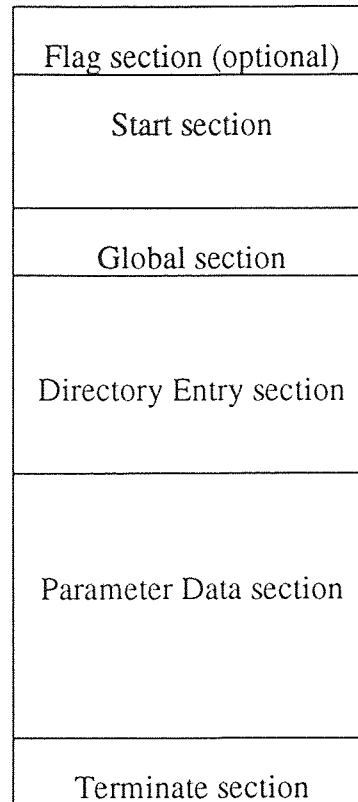 Flag section (optional)
Start section
Global section
Directory Entry section
Parameter Data section
Terminate section